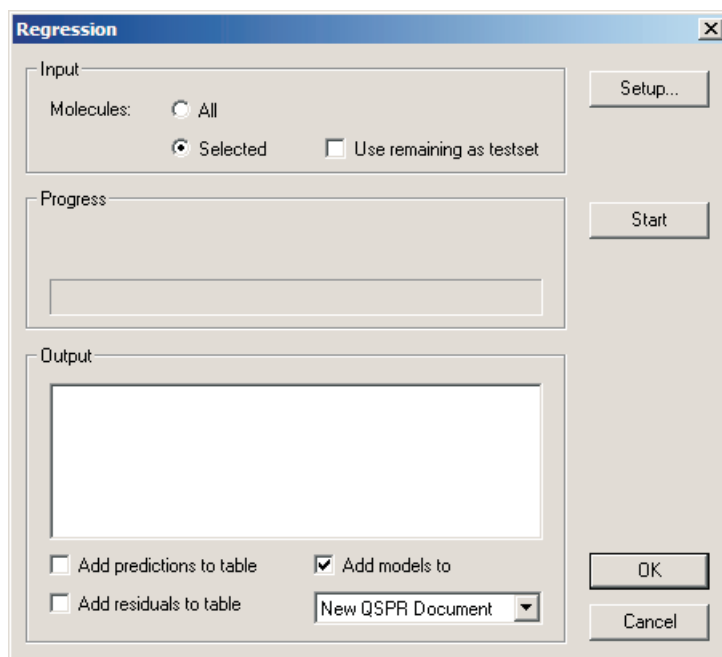 Regression
Input
Molecules:
All
Selected
Use remaining as testset
Setup...
Progress
Start
Output
Add predictions to table
Add models to
Add residuals to table
New QSPR Document
OK
Cancel